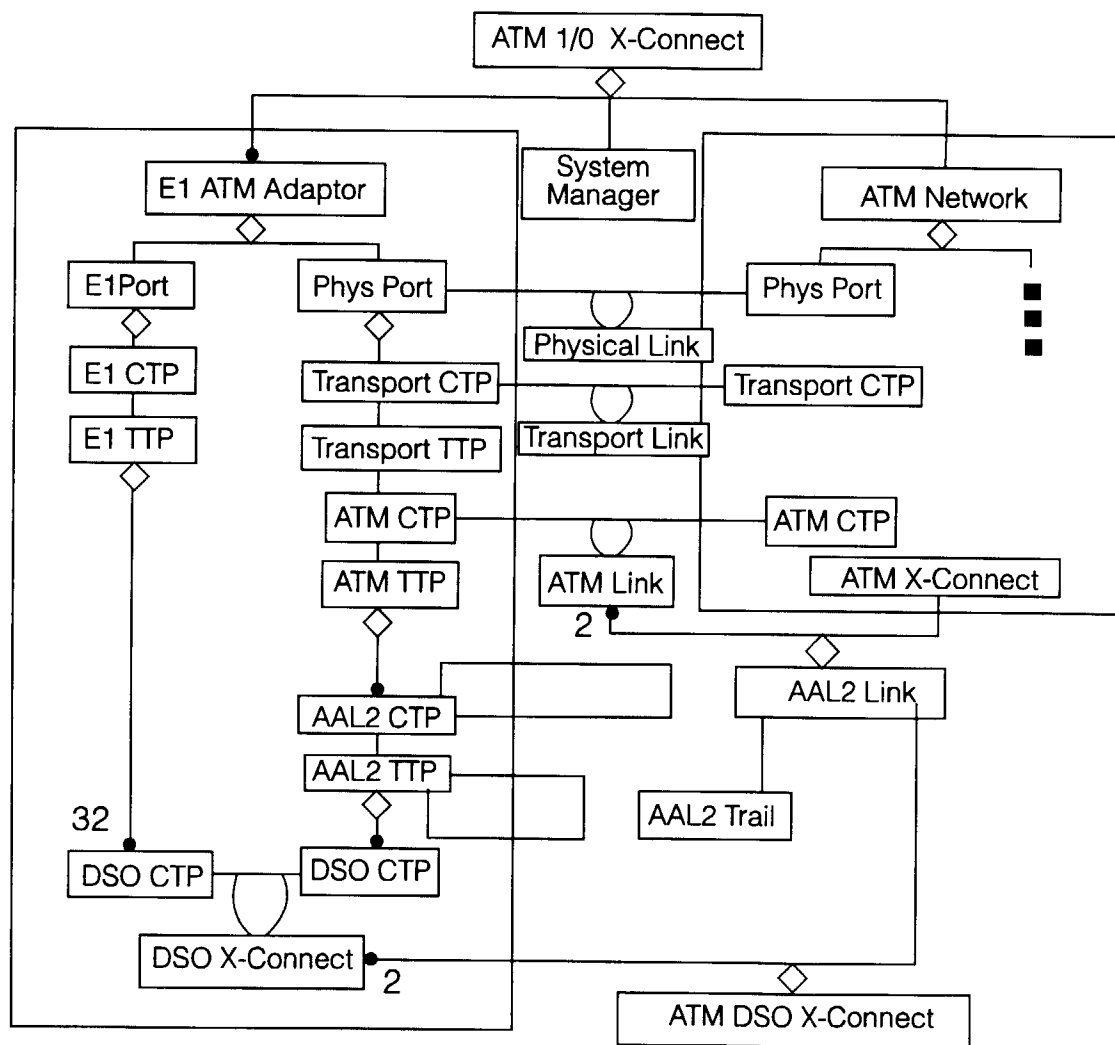 ATM 1/0 X-Connect
System
Manager
E1 ATM Adaptor
ATM Network
E1Port
Phys Port
Phys Port
Physical Link
E1 CTP
Transport CTP
Transport CTP
E1 TTP
Transport TTP
Transport Link
ATM CTP
ATM CTP
ATM TTP
ATM Link
ATM X-Connect
2
AAL2 CTP
AAL2 Link
AAL2 TTP
32
AAL2 Trail
DSO CTP
DSO CTP
DSO X-Connect
2
ATM DSO X-Connect